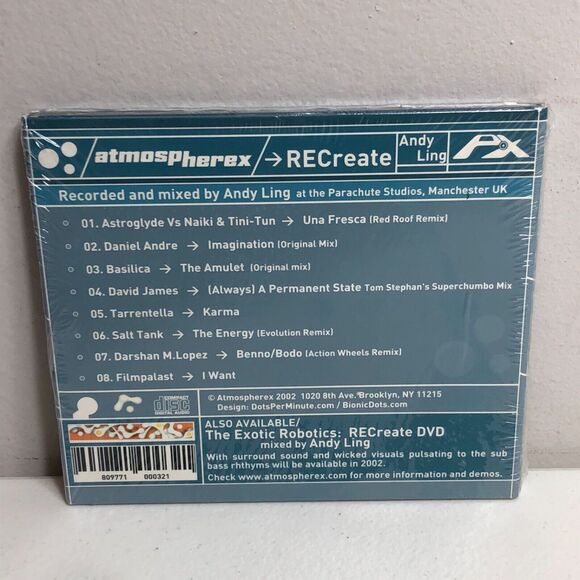 atmospherex/ → RECreate
Andy Ling
Recorded and mixed by Andy Ling at the Parachute Studios, Manchester UK
01. Astroglyde Vs Naiki & Tini-Tun → Una Fresca (Red Roof Remix)
02. Daniel Andre → Imagination (Original Mix)
03. Basilica → The Amulet (Original mix)
04. David James → (Always) A Permanent State Tom Stephan's Superchumbo Mix
05. Tarrentella → Karma
06. Salt Tank → The Energy (Evolution Remix)
07. Darshan M.Lopez → Benno/Bodo (Action Wheels Remix)
08. Filmpalast → I Want
COMPACT
disc
DIGITAL AUDIO
© Atmospherex 2002 1020 8th Ave. Brooklyn, NY 11215
Design: DotsPerMinute.com / BionicDots.com
ALSO AVAILABLE/
The Exotic Robotics: RECreate DVD
mixed by Andy Ling
With surround sound and wicked visuals pulsating to the sub
bass rhthyms will be available in 2002.
Check www.atmospherex.com for more information and demos.
809771 000321